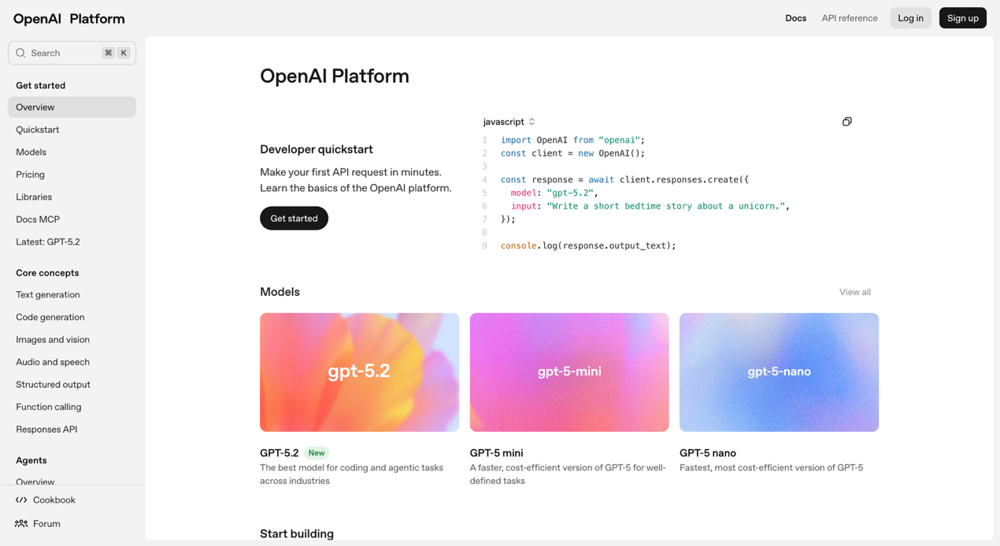 OpenAI Platform
Docs
API reference
Log in
Sign up
Search
⌘ K
Get started
Overview
Quickstart
Models
Pricing
Libraries
Docs MCP
Latest: GPT-5.2
Core concepts
Text generation
Code generation
Images and vision
Audio and speech
Structured output
Function calling
Responses API
Agents
Overview
Cookbook
Forum
OpenAI Platform
Developer quickstart
Make your first API request in minutes.
Learn the basics of the OpenAI platform.
Get started
javascript
1 import OpenAI from "openai";
2 const client = new OpenAI();
3
4 const response = await client.responses.create({
5   model: "gpt-5.2",
6   input: "Write a short bedtime story about a unicorn.",
7 });
8
9 console.log(response.output_text);
Models
View all
gpt-5.2
GPT-5.2 New
The best model for coding and agentic tasks
across industries
gpt-5-mini
GPT-5 mini
A faster, cost-efficient version of GPT-5 for well-
defined tasks
gpt-5-nano
GPT-5 nano
Fastest, most cost-efficient version of GPT-5
Start building